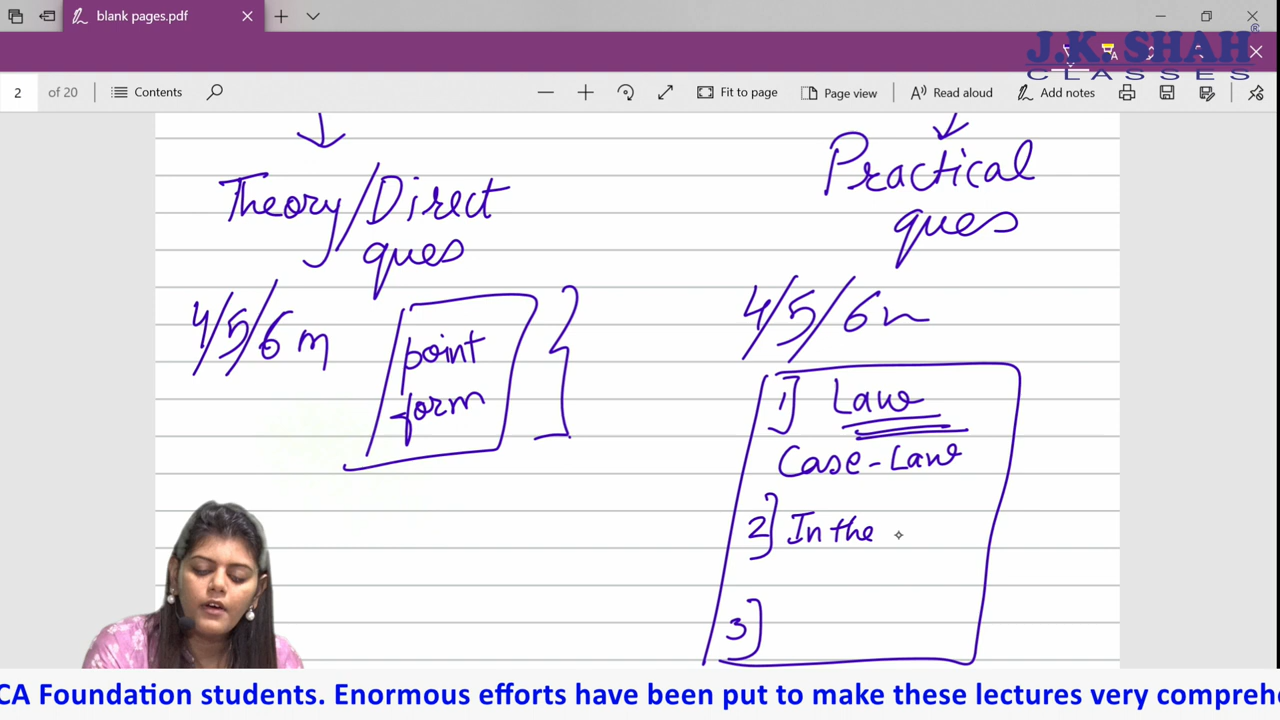 blank pages.pdf
J.K. SHAH®
CLASSES
2 of 20 Contents Fit to page Page view A Read aloud Add notes
Theory/Direct
ques
4/5/6 m
point
form
Practical
ques
4/5/6 m
1] Law
Case-Law
2] In the
3]
CA Foundation students. Enormous efforts have been put to make these lectures very compreh